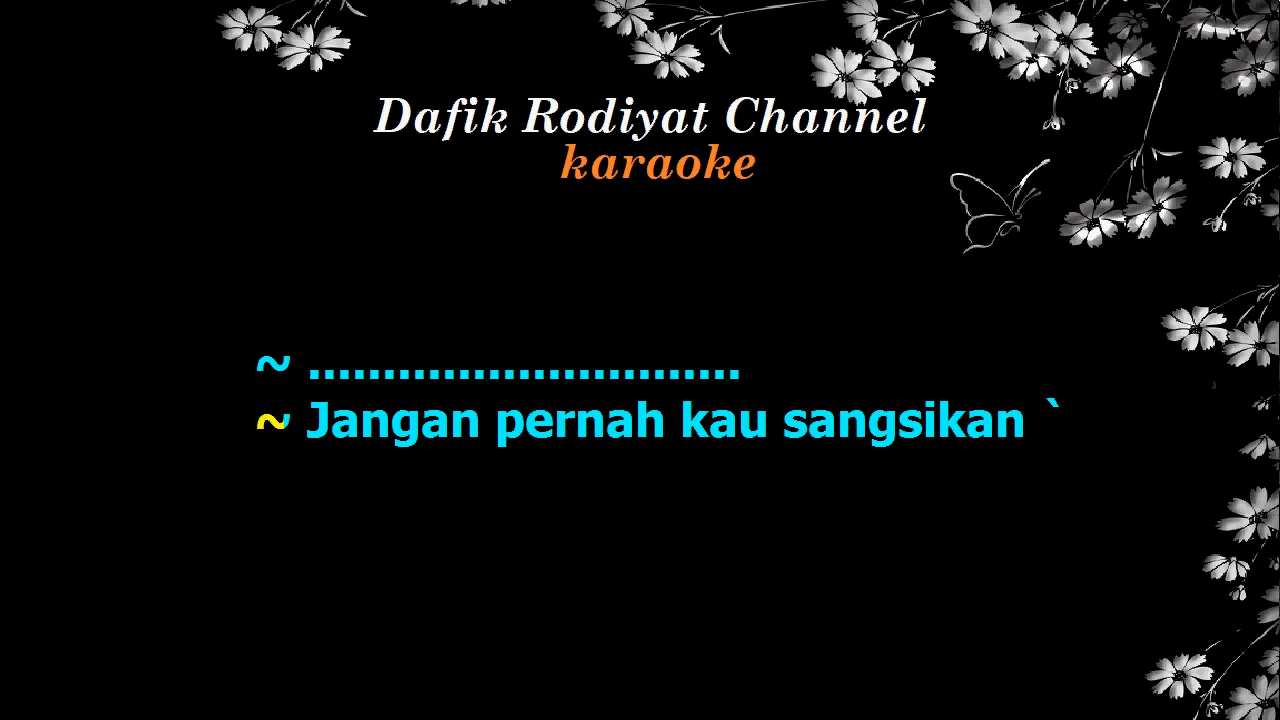 Dafik Rodiyat Channel
karaoke
~ .............................
~ Jangan pernah kau sangsikan `